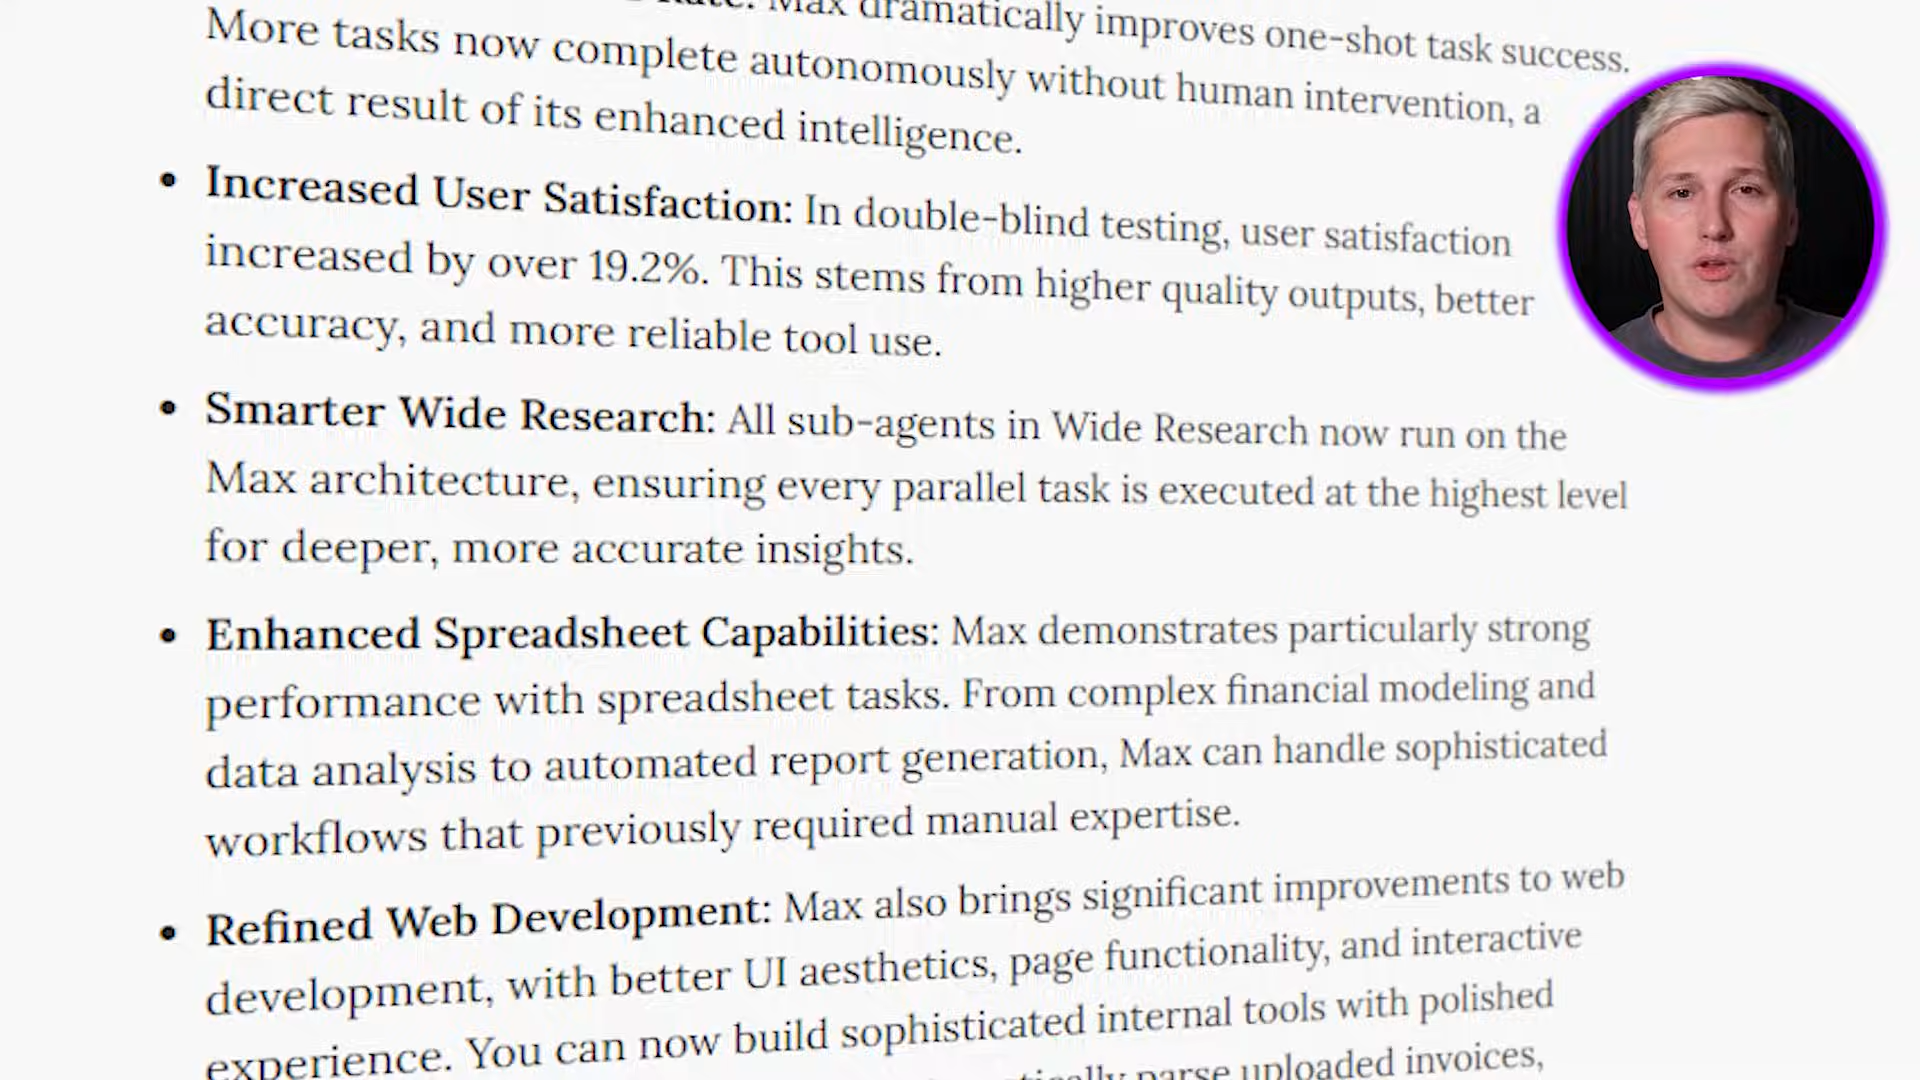 Max dramatically improves one-shot task success.
More tasks now complete autonomously without human intervention, a
direct result of its enhanced intelligence.
• Increased User Satisfaction: In double-blind testing, user satisfaction
increased by over 19.2%. This stems from higher quality outputs, better
accuracy, and more reliable tool use.
• Smarter Wide Research: All sub-agents in Wide Research now run on the
Max architecture, ensuring every parallel task is executed at the highest level
for deeper, more accurate insights.
• Enhanced Spreadsheet Capabilities: Max demonstrates particularly strong
performance with spreadsheet tasks. From complex financial modeling and
data analysis to automated report generation, Max can handle sophisticated
workflows that previously required manual expertise.
• Refined Web Development: Max also brings significant improvements to web
development, with better UI aesthetics, page functionality, and interactive
experience. You can now build sophisticated internal tools with polished
parse uploaded invoices,